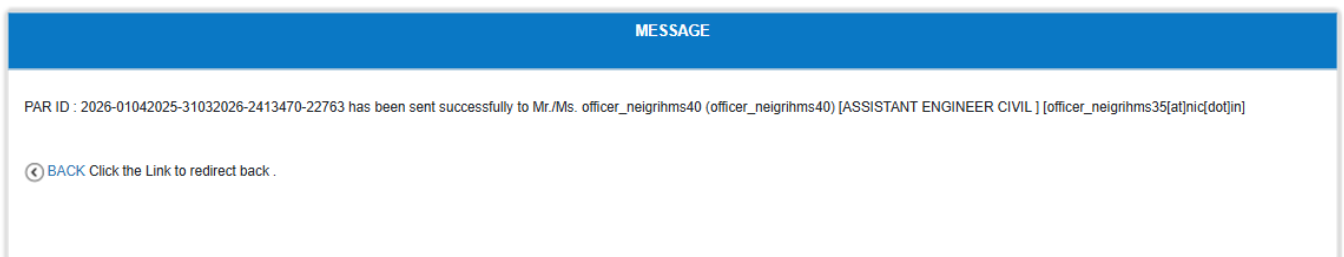 MESSAGE
PAR ID : 2026-01042025-31032026-2413470-22763 has been sent successfully to Mr./Ms. officer_neigrihms40 (officer_neigrihms40) [ASSISTANT ENGINEER CIVIL ] [officer_neigrihms35[at]nic[dot]in]
BACK Click the Link to redirect back .